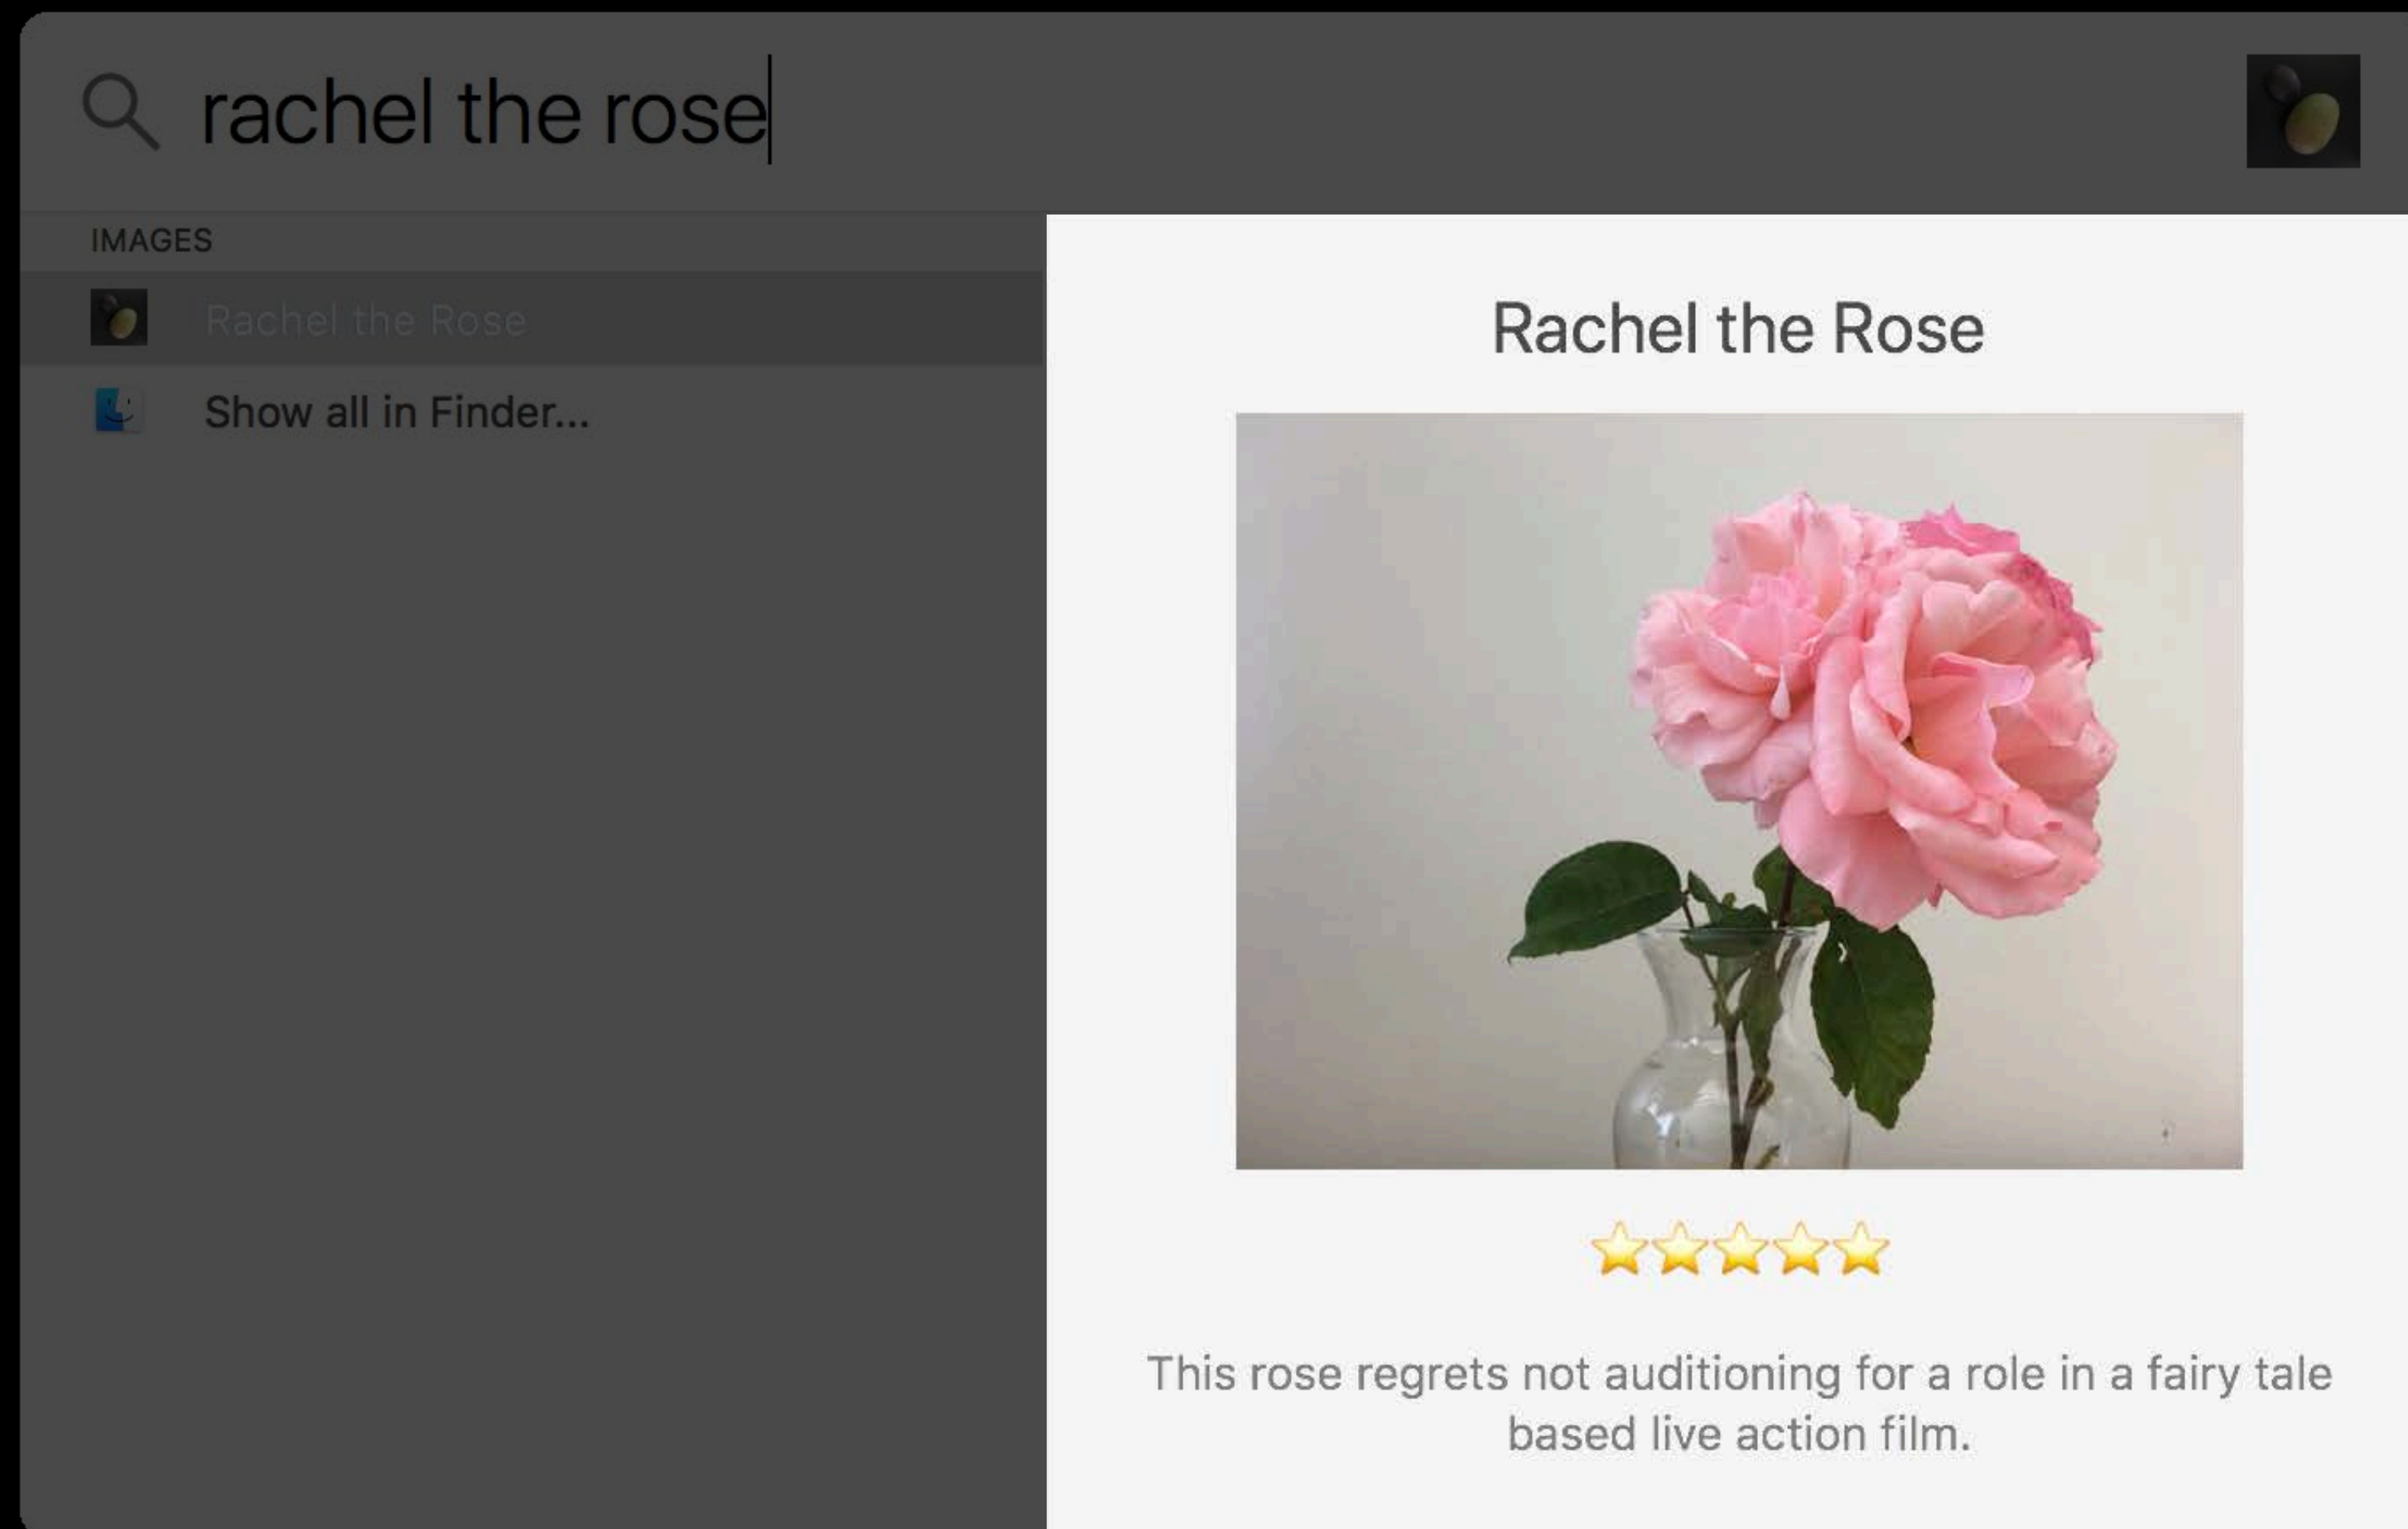 rachel the rose
IMAGES
Rachel the Rose
Show all in Finder...
Rachel the Rose
This rose regrets not auditioning for a role in a fairy tale
based live action film.